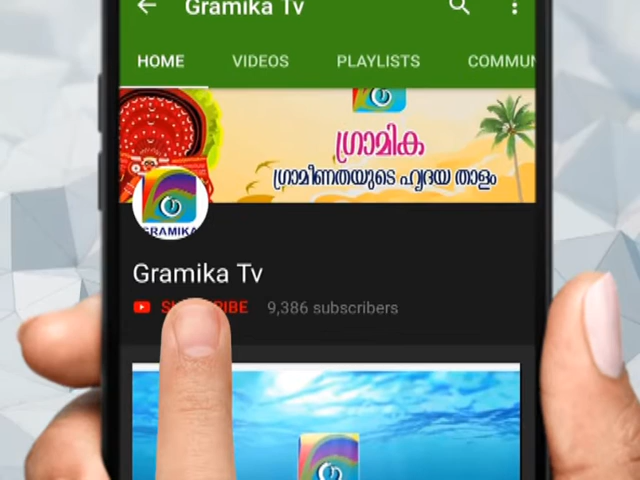 Gramika Tv
HOME VIDEOS PLAYLISTS
ഗ്രാമിക
ഗ്രാമീണതയുടെ ഹൃദയ താളം
GRAMIKA
Gramika Tv
9,386 subscribers